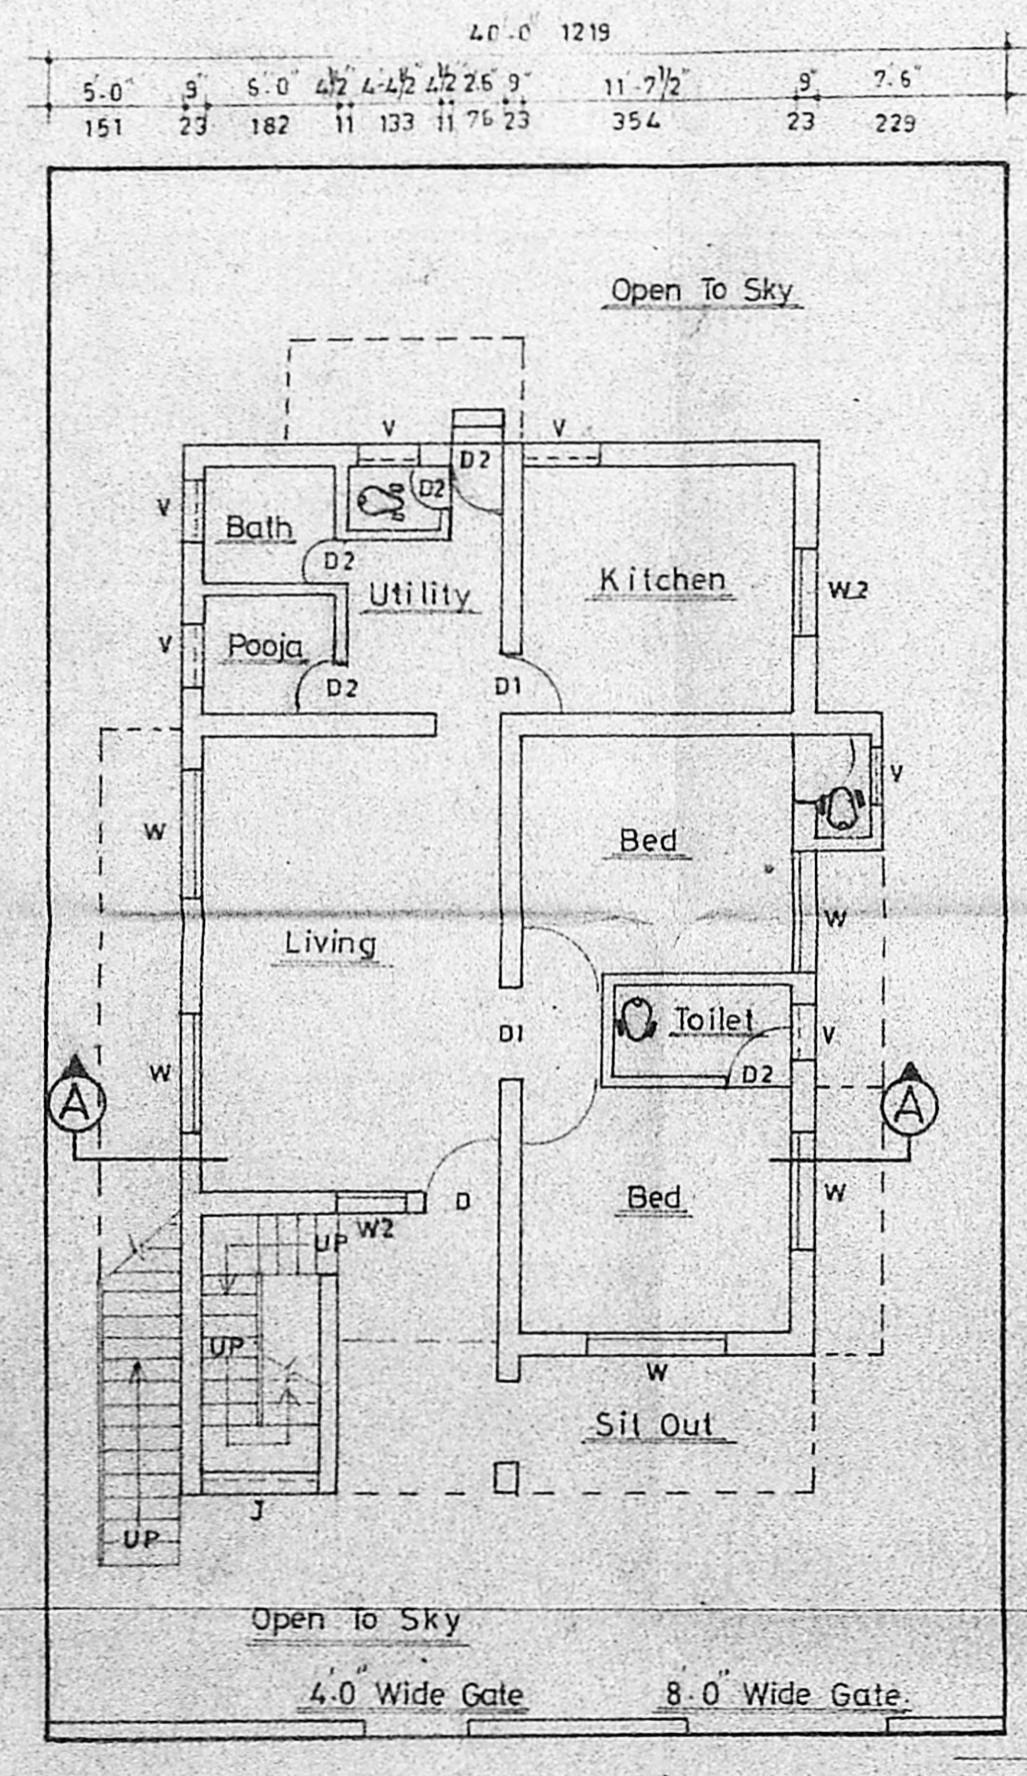 40'-0" 1219
5'-0" 9" 6'-0" 4½" 4'-4½" 4½" 2'.6" 9" 11'-7½" 9" 7'.6"
151 23 182 11 133 11 76 23 354 23 229
Open To Sky
V V
D2
V D2
Bath
D2
Utility Kitchen W2
V Pooja
D2 D1
V
W Bed
W
Living
Toilet
D1 V
W D2
A A
Bed W
D
W2
UP
UP
W
Sit Out
J
UP
Open To Sky
4'.0" Wide Gate 8'.0" Wide Gate.